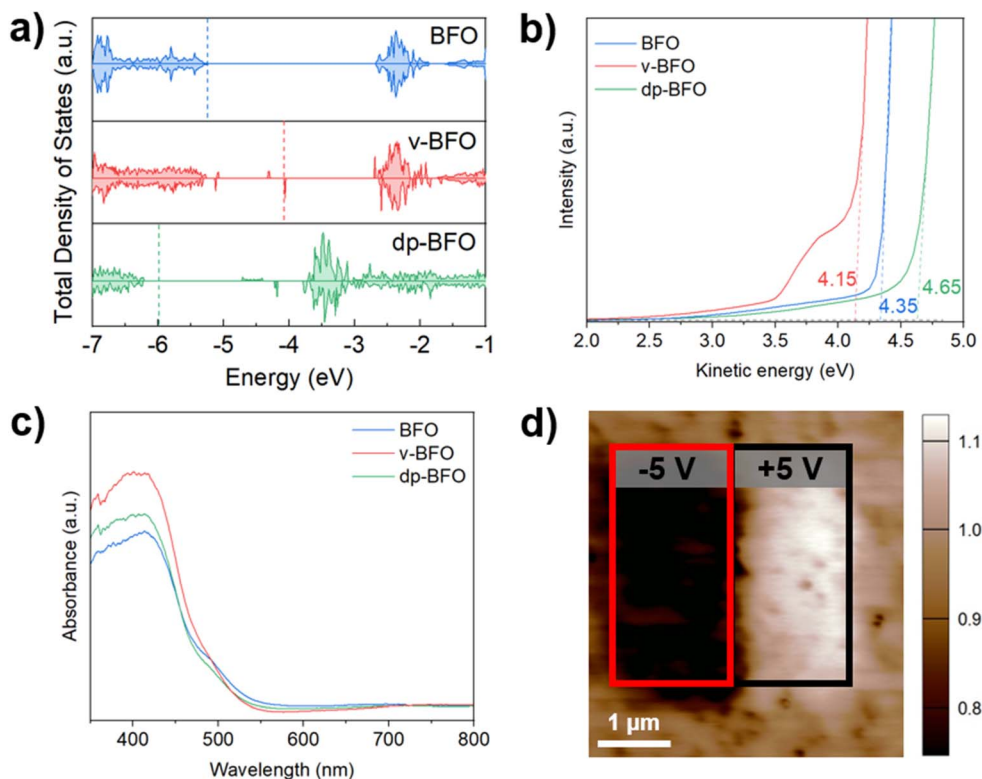 a)
BFO
v-BFO
dp-BFO
Total Density of States (a.u.)
-7 -6 -5 -4 -3 -2 -1
Energy (eV)
b)
BFO
v-BFO
dp-BFO
4.15
4.65
4.35
Intensity (a.u.)
2.0 2.5 3.0 3.5 4.0 4.5 5.0
Kinetic energy (eV)
c)
BFO
v-BFO
dp-BFO
Absorbance (a.u.)
400 500 600 700 800
Wavelength (nm)
d)
-5 V +5 V
1 µm
1.1
1.0
0.9
0.8